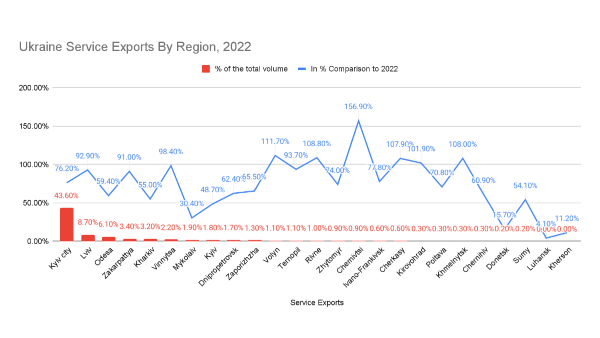 Ukraine Service Exports By Region, 2022
% of the total volume
In % Comparison to 2022
200.00%
150.00%
100.00%
50.00%
0.00%
76.20%
92.90%
59.40%
91.00%
55.00%
98.40%
30.40%
48.70%
62.40%
65.50%
111.70%
93.70%
108.80%
74.00%
156.90%
77.80%
107.90%
101.90%
70.80%
108.00%
60.90%
15.70%
54.10%
4.10%
11.20%
43.60%
8.70%
6.10%
3.40%
3.20%
2.20%
1.90%
1.80%
1.70%
1.30%
1.10%
1.10%
1.00%
0.90%
0.90%
0.60%
0.60%
0.30%
0.30%
0.30%
0.30%
0.20%
0.20%
0.00%
0.00%
Kyiv city
Lviv
Odesa
Zakarpattya
Kharkiv
Vinnytsa
Mykolaiv
Kyiv
Dnipropetrovsk
Zaporizhzha
Volyn
Ternopil
Rivne
Zhytomyr
Chernivtsi
Ivano-Frankivsk
Cherkasy
Kirovohrad
Poltava
Khmelnytsk
Chernihiv
Donetsk
Sumy
Luhansk
Kherson
Service Exports